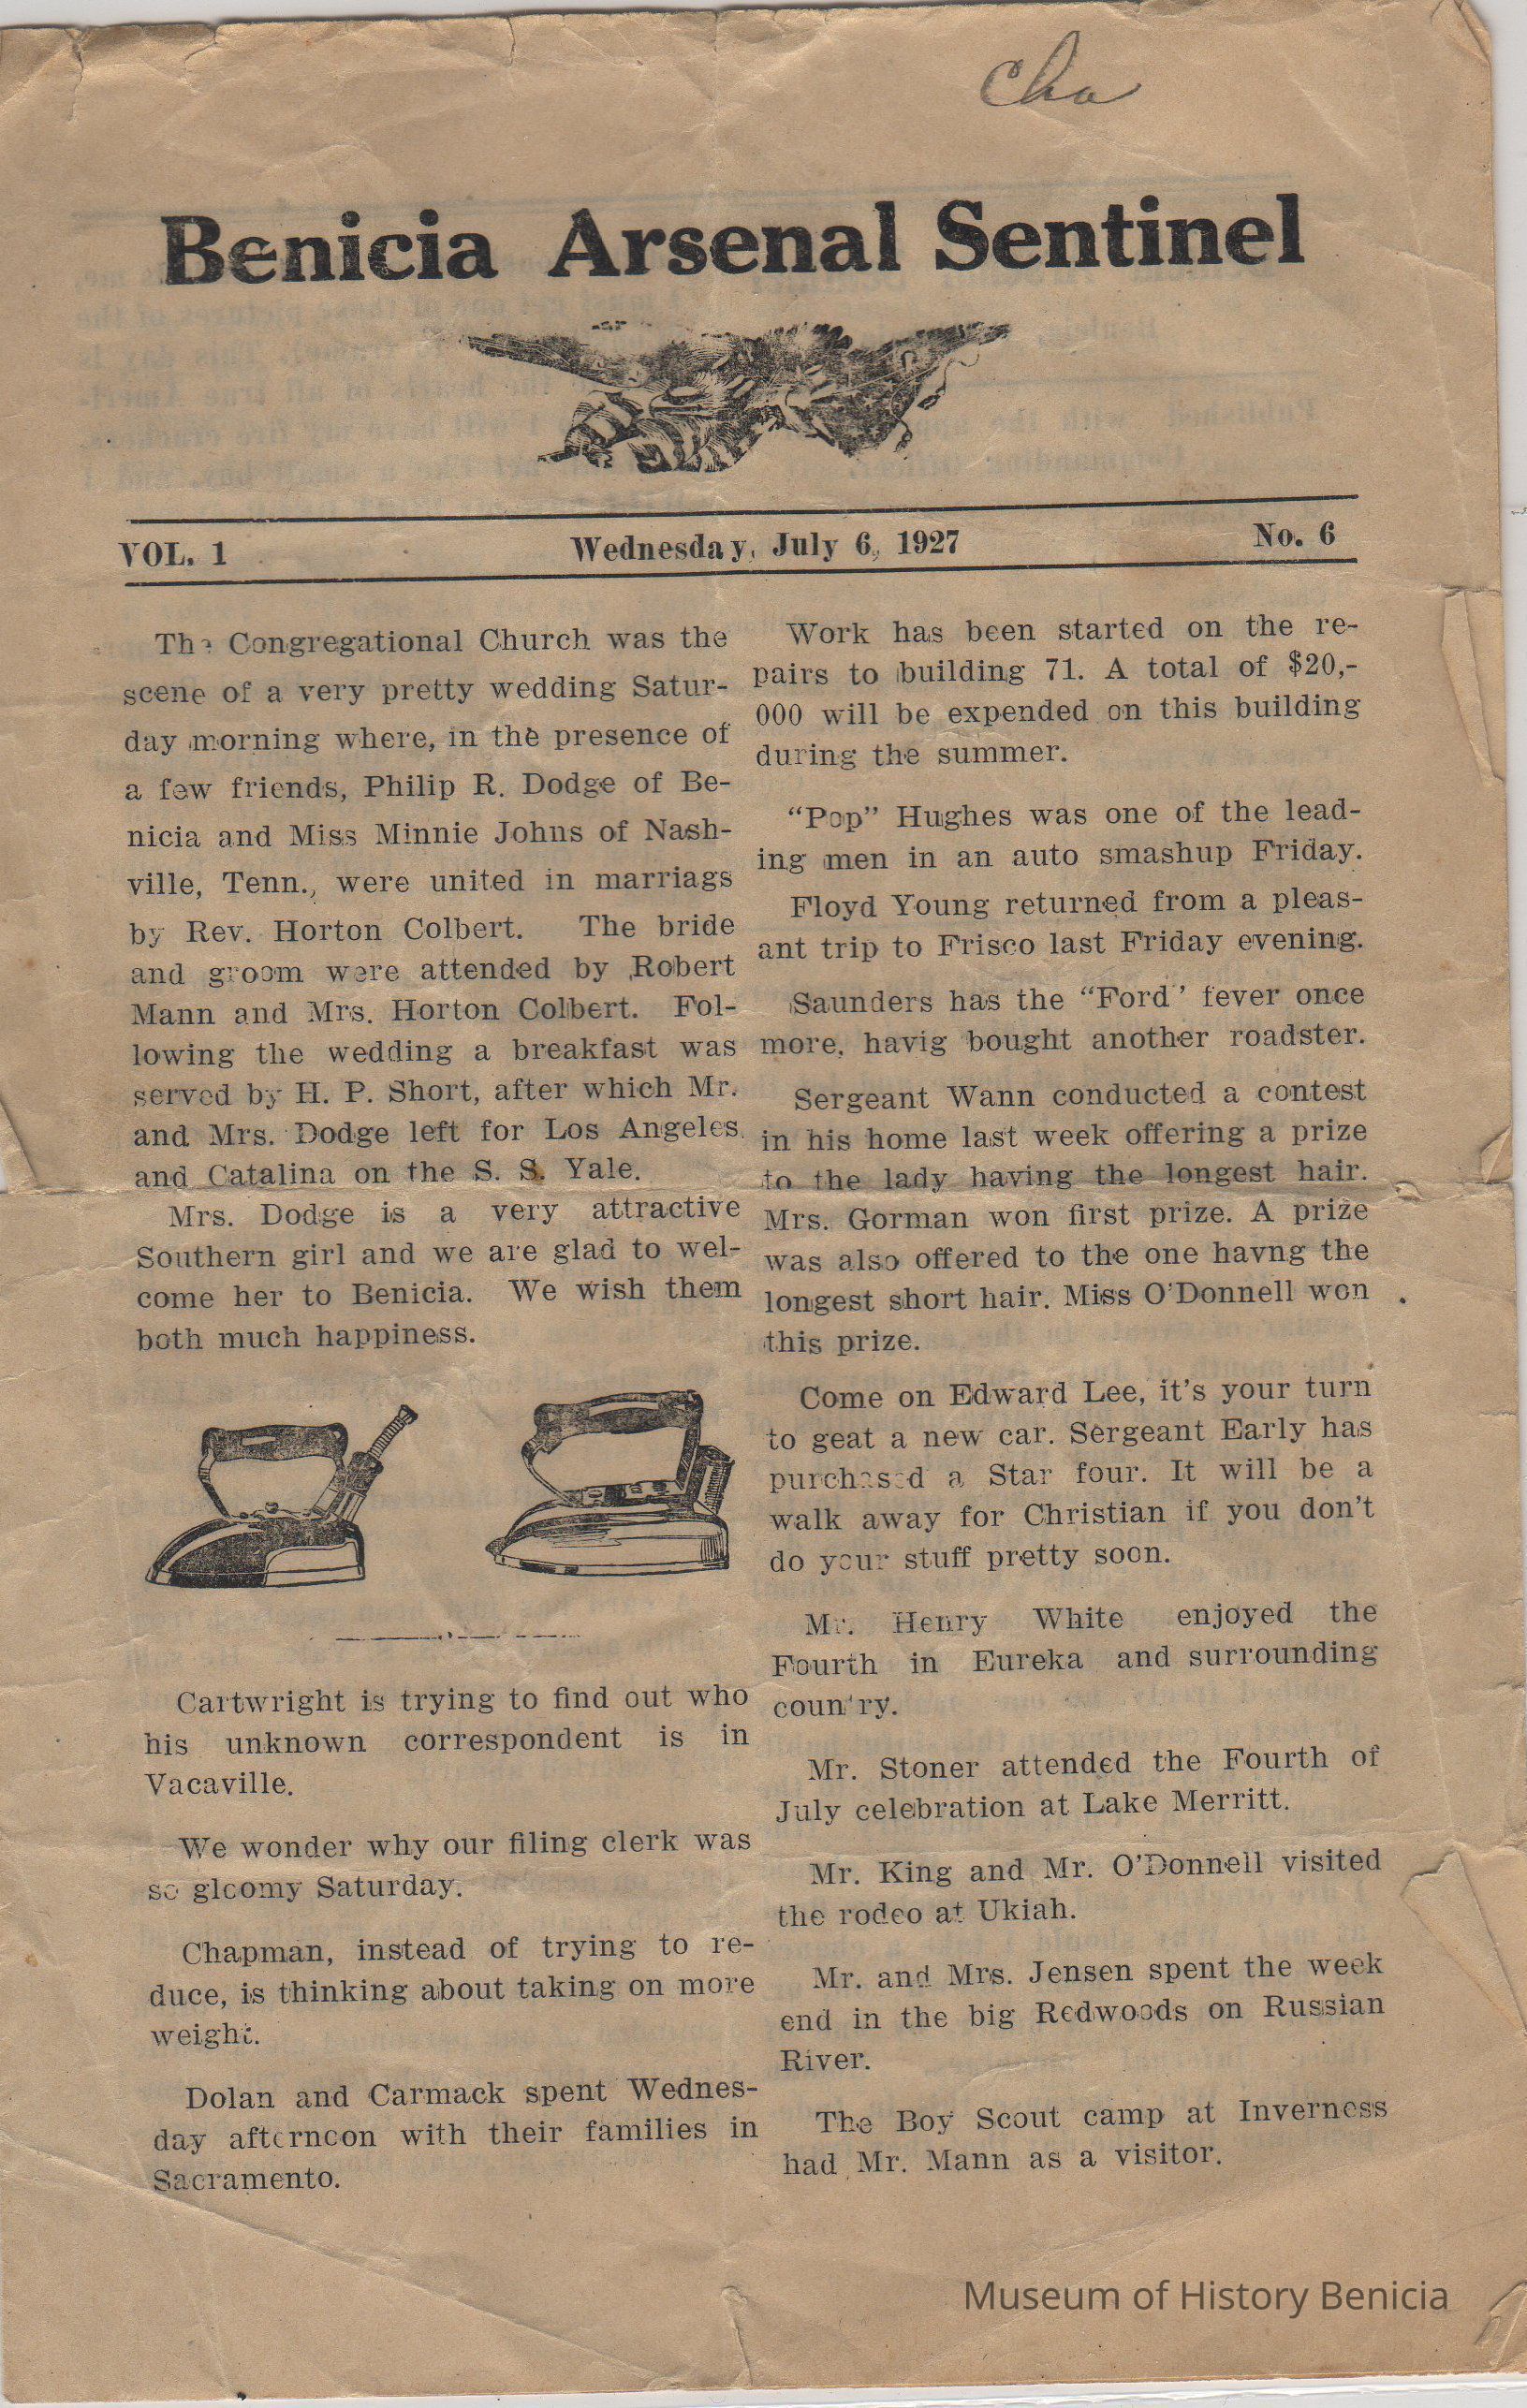 Cha
Benicia Arsenal Sentinel
VOL. 1
Wednesday, July 6, 1927
No. 6
The Congregational Church was the
scene of a very pretty wedding Satur-
day morning where, in the presence of
a few friends, Philip R. Dodge of Be-
nicia and Miss Minnie Johns of Nash-
ville, Tenn., were united in marriags
by Rev. Horton Colbert. The bride
and groom were attended by Robert
Mann and Mrs. Horton Colbert. Fol-
lowing the wedding a breakfast was
served by H. P. Short, after which Mr.
and Mrs. Dodge left for Los Angeles
and Catalina on the S. S. Yale.
Mrs. Dodge is a very attractive
Southern girl and we are glad to wel-
come her to Benicia. We wish them
both much happiness.
Cartwright is trying to find out who
his unknown correspondent is in
Vacaville.
We wonder why our filing clerk was
so gloomy Saturday.
Chapman, instead of trying to re-
duce, is thinking about taking on more
weight.
Dolan and Carmack spent Wednes-
day afternoon with their families in
Sacramento.
Work has been started on the re-
pairs to building 71. A total of $20,-
000 will be expended on this building
during the summer.
"Pop" Hughes was one of the lead-
ing men in an auto smashup Friday.
Floyd Young returned from a pleas-
ant trip to Frisco last Friday evening.
Saunders has the "Ford' fever once
more, havig bought another roadster.
Sergeant Wann conducted a contest
in his home last week offering a prize
to the lady having the longest hair.
Mrs. Gorman won first prize. A prize
was also offered to the one havng the
longest short hair. Miss O'Donnell won
this prize.
Come on Edward Lee, it's your turn
to geat a new car. Sergeant Early has
purchased a Star four. It will be a
walk away for Christian if you don't
do your stuff pretty soon.
Mr. Henry White enjoyed the
Fourth in Eureka and surrounding
country.
Mr. Stoner attended the Fourth of
July celebration at Lake Merritt.
Mr. King and Mr. O'Donnell visited
the rodeo at Ukiah.
Mr. and Mrs. Jensen spent the week
end in the big Redwoods on Russian
River.
The Boy Scout camp at Inverness
had Mr. Mann as a visitor.
Museum of History Benicia